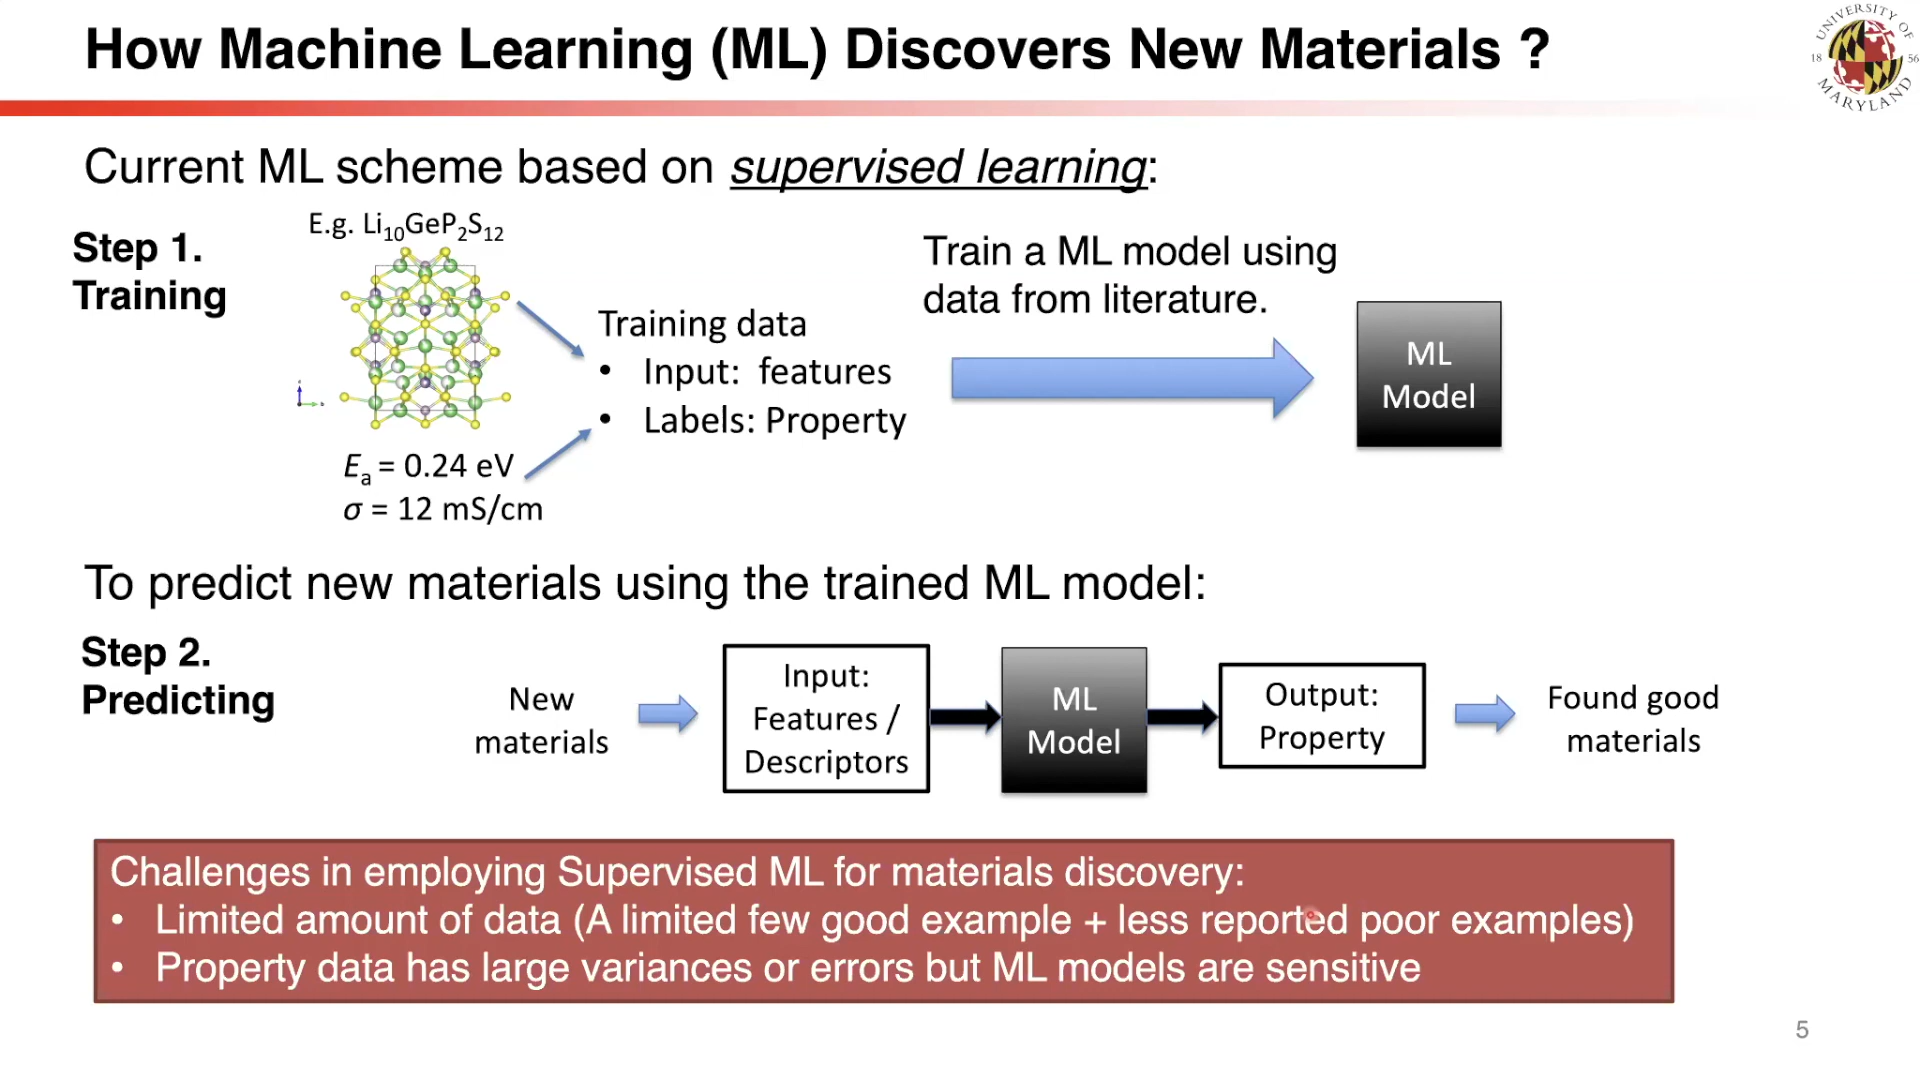 How Machine Learning (ML) Discovers New Materials ?
UNIVERSITY OF
18 56
MARYLAND
Current ML scheme based on supervised learning:
Step 1.
Training
E.g. Li10GeP2S12
Ea = 0.24 eV
σ = 12 mS/cm
Training data
• Input: features
• Labels: Property
Train a ML model using
data from literature.
ML
Model
To predict new materials using the trained ML model:
Step 2.
Predicting
New
materials
Input:
Features /
Descriptors
ML
Model
Output:
Property
Found good
materials
Challenges in employing Supervised ML for materials discovery:
• Limited amount of data (A limited few good example + less reported poor examples)
• Property data has large variances or errors but ML models are sensitive
5